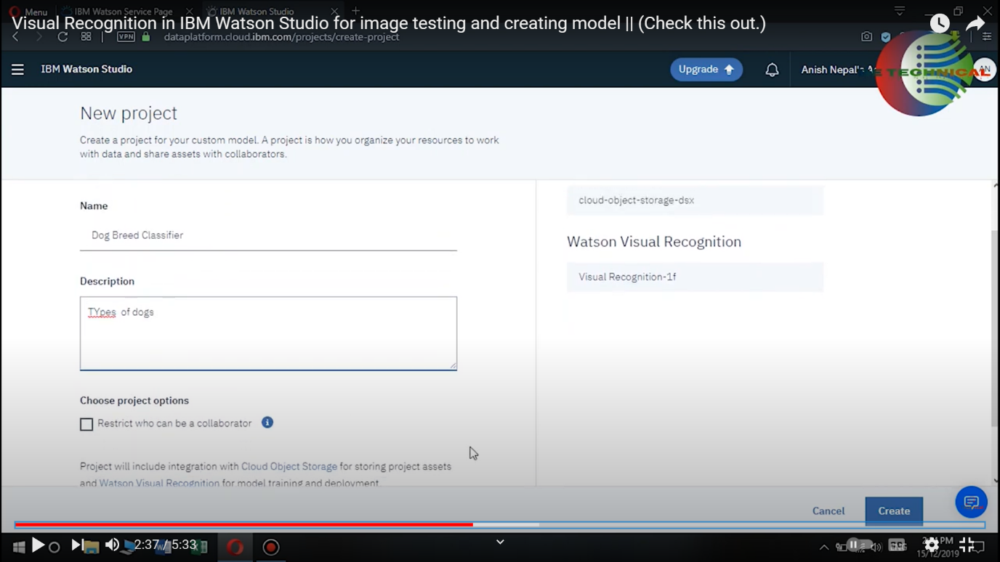 Menu
IBM Watson Service Page
IBM Watson Studio
Visual Recognition in IBM Watson Studio for image testing and creating model || (Check this out.)
VPN
dataplatform.cloud.ibm.com/projects/create-project
IBM Watson Studio
Upgrade
Anish Nepal's
TECHNICAL
AN
New project
Create a project for your custom model. A project is how you organize your resources to work
with data and share assets with collaborators.
Name
Dog Breed Classifier
Description
TYpes of dogs
Choose project options
Restrict who can be a collaborator
Project will include integration with Cloud Object Storage for storing project assets
and Watson Visual Recognition for model training and deployment.
cloud-object-storage-dsx
Watson Visual Recognition
Visual Recognition-1f
Cancel
Create
2:37 / 5:33
ENG
PM
15/12/2019